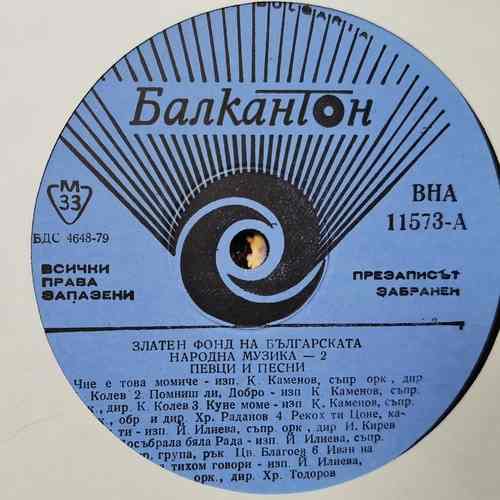 BULGARIA
Балкантон
М
33
БДС 4648-79
ВНА
11573-А
ВСИЧКИ
ПРАВА
ЗАПАЗЕНИ
ПРЕЗАПИСЪТ
ЗАБРАНЕН
ЗЛАТЕН ФОНД НА БЪЛГАРСКАТА
НАРОДНА МУЗИКА — 2
ПЕВЦИ И ПЕСНИ
Чие е това момиче - изп. К. Каменов, съпр. орк., дир.
Колев 2. Помниш ли, Добро - изп. К. Каменов, съпр.
, дир. К. Колев 3. Куне моме - изп. К. Каменов, съпр.
, обр и дир. Хр. Раданов 4. Рекох ти Цоне, ка-
ти - изп. Й. Илиева, съпр. орк., дир И. Кирев
събрала бяла Рада - изп. Й. Илиева, съпр.
група, рък. Цв. Благоев 6 Иван на
тихом говори - изп. Й. Илиева,
орк., дир. Хр. Тодоров